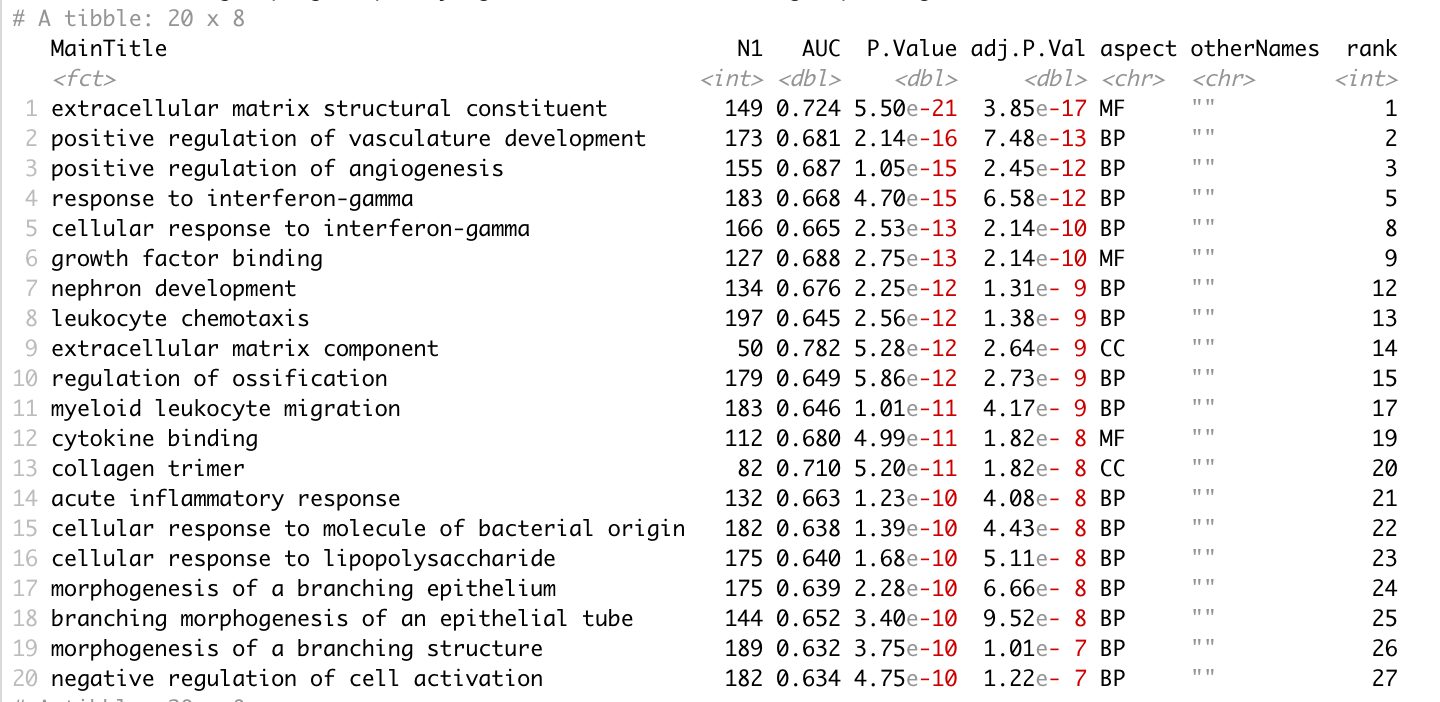 # A tibble: 20 x 8
MainTitle N1 AUC P.Value adj.P.Val aspect otherNames rank
<fct> <int> <dbl> <dbl> <dbl> <chr> <chr> <int>
1 extracellular matrix structural constituent 149 0.724 5.50e-21 3.85e-17 MF "" 1
2 positive regulation of vasculature development 173 0.681 2.14e-16 7.48e-13 BP "" 2
3 positive regulation of angiogenesis 155 0.687 1.05e-15 2.45e-12 BP "" 3
4 response to interferon-gamma 183 0.668 4.70e-15 6.58e-12 BP "" 5
5 cellular response to interferon-gamma 166 0.665 2.53e-13 2.14e-10 BP "" 8
6 growth factor binding 127 0.688 2.75e-13 2.14e-10 MF "" 9
7 nephron development 134 0.676 2.25e-12 1.31e- 9 BP "" 12
8 leukocyte chemotaxis 197 0.645 2.56e-12 1.38e- 9 BP "" 13
9 extracellular matrix component 50 0.782 5.28e-12 2.64e- 9 CC "" 14
10 regulation of ossification 179 0.649 5.86e-12 2.73e- 9 BP "" 15
11 myeloid leukocyte migration 183 0.646 1.01e-11 4.17e- 9 BP "" 17
12 cytokine binding 112 0.680 4.99e-11 1.82e- 8 MF "" 19
13 collagen trimer 82 0.710 5.20e-11 1.82e- 8 CC "" 20
14 acute inflammatory response 132 0.663 1.23e-10 4.08e- 8 BP "" 21
15 cellular response to molecule of bacterial origin 182 0.638 1.39e-10 4.43e- 8 BP "" 22
16 cellular response to lipopolysaccharide 175 0.640 1.68e-10 5.11e- 8 BP "" 23
17 morphogenesis of a branching epithelium 175 0.639 2.28e-10 6.66e- 8 BP "" 24
18 branching morphogenesis of an epithelial tube 144 0.652 3.40e-10 9.52e- 8 BP "" 25
19 morphogenesis of a branching structure 189 0.632 3.75e-10 1.01e- 7 BP "" 26
20 negative regulation of cell activation 182 0.634 4.75e-10 1.22e- 7 BP "" 27